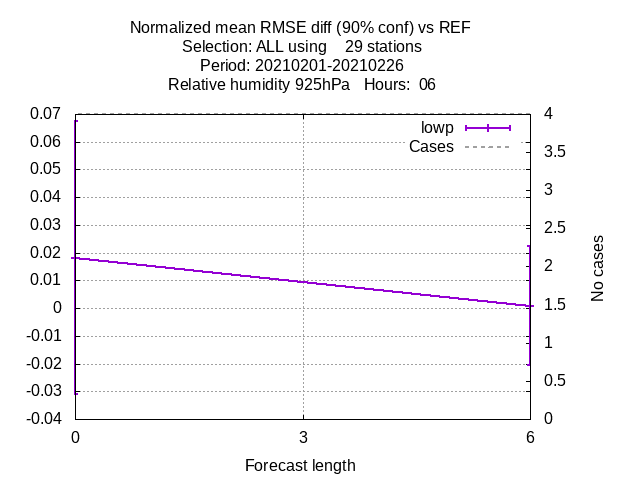 Normalized mean RMSE diff (90% conf) vs REF
Selection: ALL using    29 stations
Period: 20210201-20210226
Relative humidity 925hPa   Hours:  06
0.07
0.06
0.05
0.04
0.03
0.02
0.01
0
-0.01
-0.02
-0.03
-0.04
lowp
Cases
4
3.5
3
2.5
2
1.5
1
0.5
0
No cases
0 3 6
Forecast length